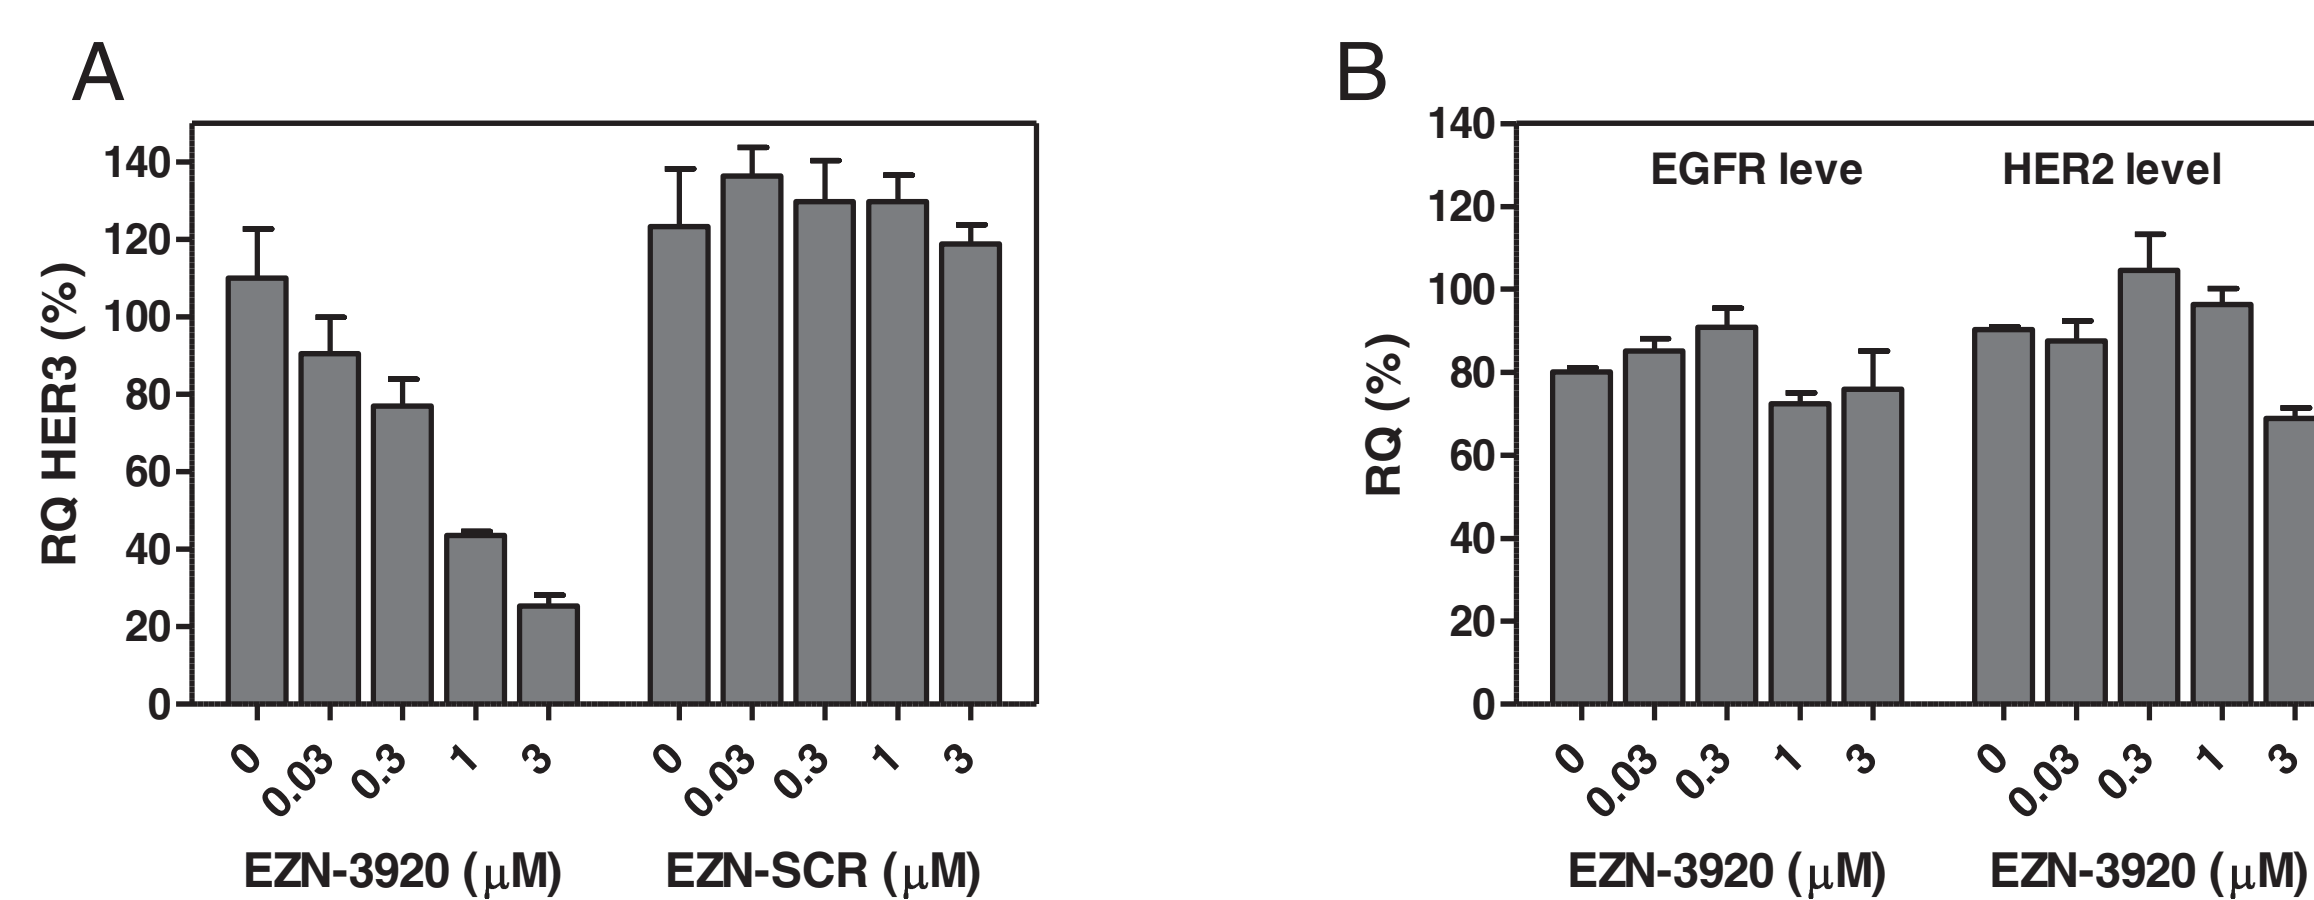 A
RQ HER3 (%)
140
120
100
80
60
40
20
0
0 0.03 0.3 1 3 0 0.03 0.3 1 3
EZN-3920 (μM) EZN-SCR (μM)
B
RQ (%)
140
120
100
80
60
40
20
0
EGFR leve HER2 level
0 0.03 0.3 1 3 0 0.03 0.3 1 3
EZN-3920 (μM) EZN-3920 (μM)